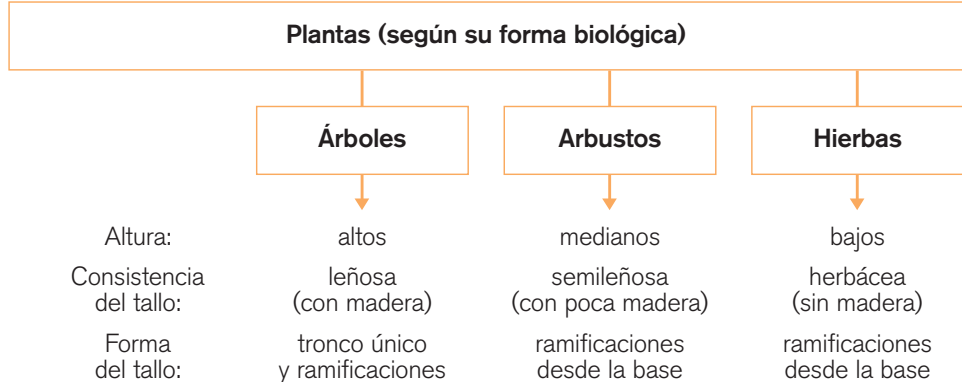 Plantas (según su forma biológica)
Árboles Arbustos Hierbas
Altura: altos medianos bajos
Consistencia leñosa semileñosa herbácea
del tallo: (con madera) (con poca madera) (sin madera)
Forma tronco único ramificaciones ramificaciones
del tallo: y ramificaciones desde la base desde la base